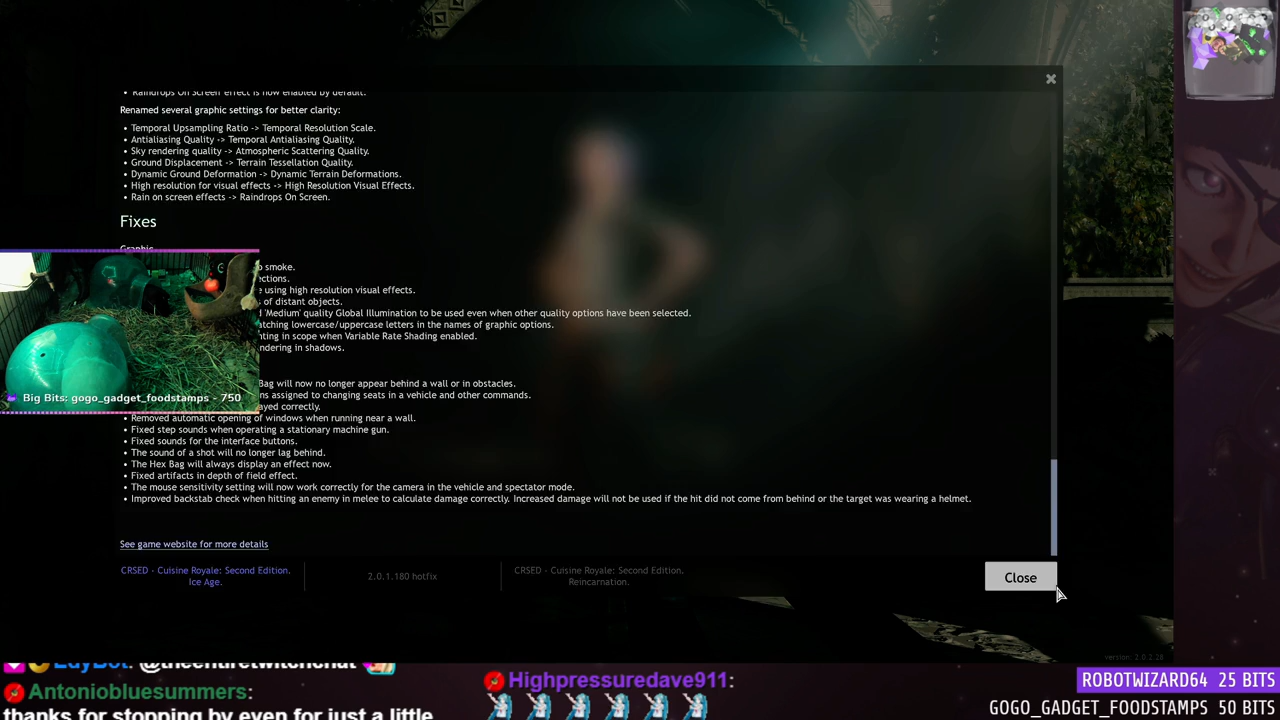 • Raindrops On Screen effect is now enabled by default.
Renamed several graphic settings for better clarity:
• Temporal Upsampling Ratio -> Temporal Resolution Scale.
• Antialiasing Quality -> Temporal Antialiasing Quality.
• Sky rendering quality -> Atmospheric Scattering Quality.
• Ground Displacement -> Terrain Tessellation Quality.
• Dynamic Ground Deformation -> Dynamic Terrain Deformations.
• High resolution for visual effects -> High Resolution Visual Effects.
• Rain on screen effects -> Raindrops On Screen.
Fixes
Graphic
smoke.
using high resolution visual effects.
of distant objects.
'Medium' quality Global Illumination to be used even when other quality options have been selected.
lowercase/uppercase letters in the names of graphic options.
in scope when Variable Rate Shading enabled.
in shadows.
Bag will now no longer appear behind a wall or in obstacles.
assigned to changing seats in a vehicle and other commands.
correctly.
• Removed automatic opening of windows when running near a wall.
• Fixed step sounds when operating a stationary machine gun.
• Fixed sounds for the interface buttons.
• The sound of a shot will no longer lag behind.
• The Hex Bag will always display an effect now.
• Fixed artifacts in depth of field effect.
• The mouse sensitivity setting will now work correctly for the camera in the vehicle and spectator mode.
• Improved backstab check when hitting an enemy in melee to calculate damage correctly. Increased damage will not be used if the hit did not come from behind or the target was wearing a helmet.
See game website for more details
CRSED - Cuisine Royale: Second Edition.
Ice Age.
2.0.1.180 hotfix
CRSED - Cuisine Royale: Second Edition.
Reincarnation.
Close
Big Bits: gogo_gadget_foodstamps - 750
EdyBot: @theentiretwitchchat
Antoniobluesummers:
thanks for stopping by even for just a little
Highpressuredave911:
ROBOTWIZARD64 25 BITS
GOGO_GADGET_FOODSTAMPS 50 BITS